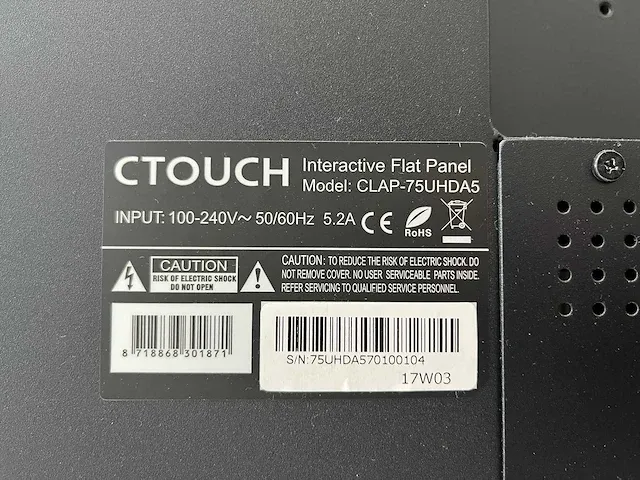 CTOUCH Interactive Flat Panel
Model: CLAP-75UHDA5
INPUT: 100-240V～ 50/60Hz 5.2A CE RoHS
CAUTION
RISK OF ELECTRIC SHOCK
DO NOT OPEN
CAUTION: TO REDUCE THE RISK OF ELECTRIC SHOCK. DO
NOT REMOVE COVER. NO USER SERVICEABLE PARTS INSIDE.
REFER SERVICING TO QUALIFIED SERVICE PERSONNEL.
8 718868 301871
S/N:75UHDA570100104
17W03